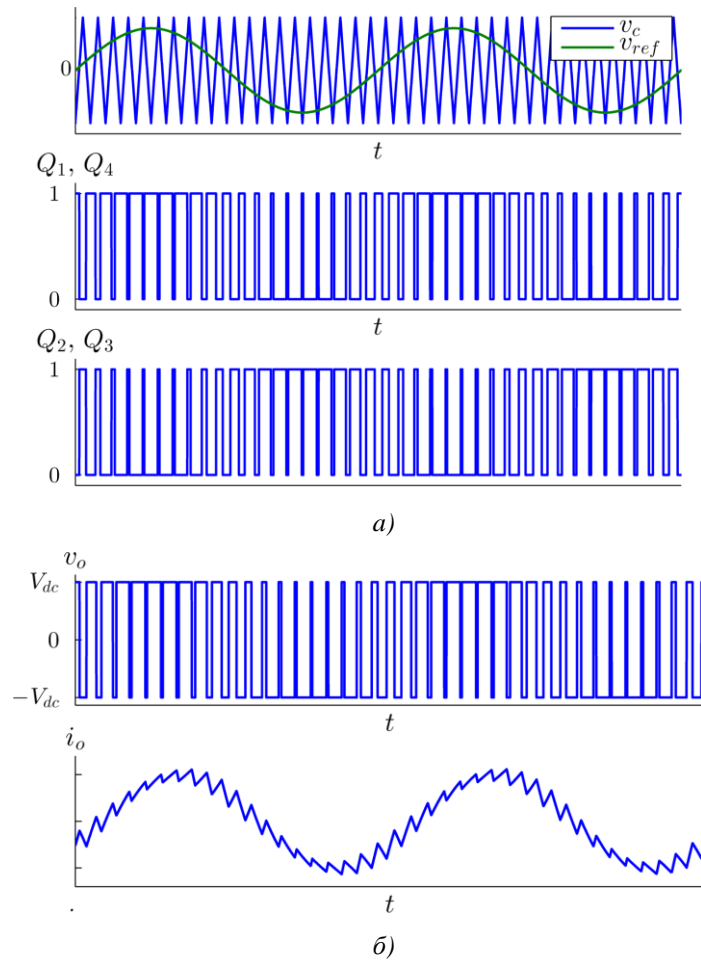 v_c
v_ref
0
t
Q_1, Q_4
1
0
t
Q_2, Q_3
1
0
а)
v_o
V_dc
0
−V_dc
t
i_o
t
.
б)